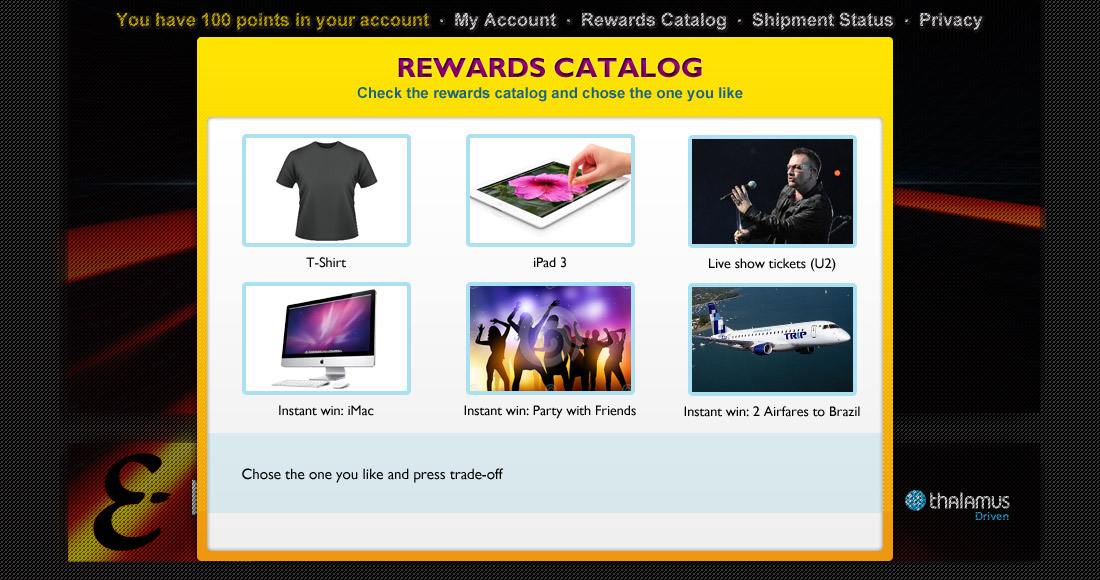 You have 100 points in your account · My Account · Rewards Catalog · Shipment Status · Privacy
REWARDS CATALOG
Check the rewards catalog and chose the one you like
T-Shirt
iPad 3
Live show tickets (U2)
TRIP
Instant win: iMac
Instant win: Party with Friends
Instant win: 2 Airfares to Brazil
Chose the one you like and press trade-off
thalamus
Driven